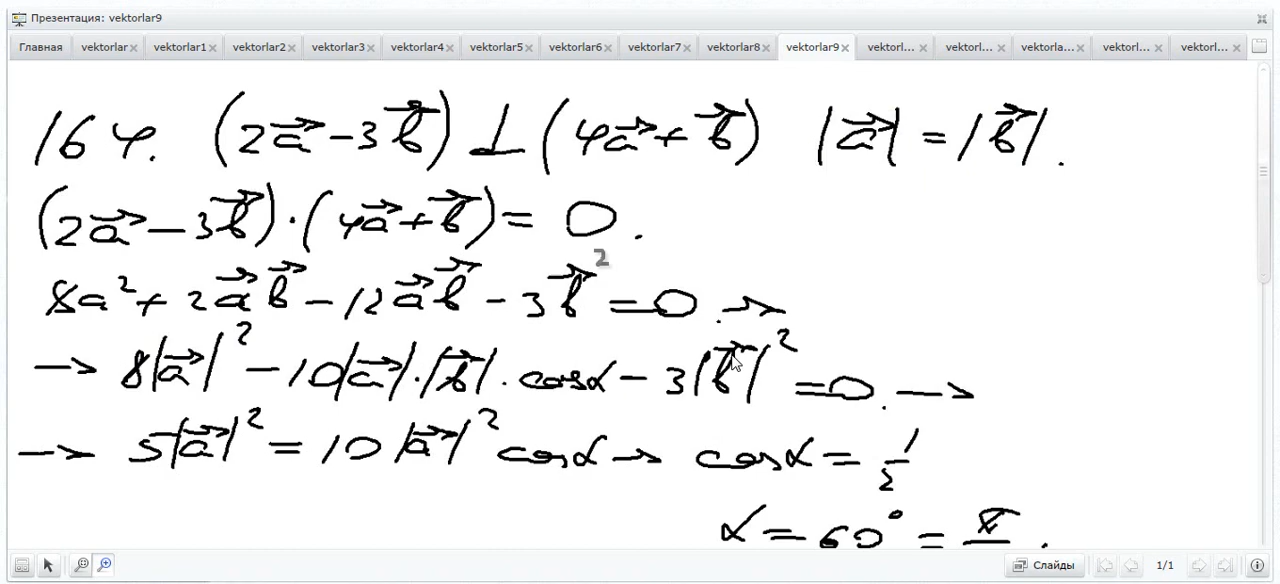 Презентация: vektorlar9
Главная vektorlar vektorlar1 vektorlar2 vektorlar3 vektorlar4 vektorlar5 vektorlar6 vektorlar7 vektorlar8 vektorlar9 vektorl... vektorl... vektorla... vektorl... vektorl...
164. (2a⃗ - 3b⃗) ⊥ (4a⃗ + b⃗) |a⃗| = |b⃗|.
(2a⃗ - 3b⃗)·(4a⃗ + b⃗) = 0.
8a² + 2a⃗b⃗ - 12a⃗b⃗ - 3b⃗² = 0. →
→ 8|a⃗|² - 10|a⃗|·|b⃗|·cosα - 3|b⃗|² = 0. →
→ 5|a⃗|² = 10|a⃗|² cosα → cosα = 1/2
α = 60° = π
Слайды 1/1